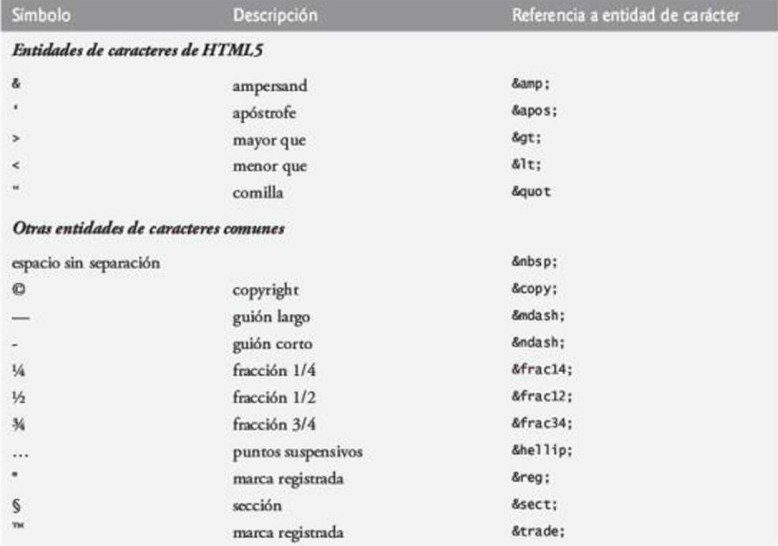 Símbolo Descripción Referencia a entidad de carácter
Entidades de caracteres de HTML5
& ampersand &amp;
‘ apóstrofe &apos;
> mayor que &gt;
< menor que &lt;
“ comilla &quot
Otras entidades de caracteres comunes
espacio sin separación &nbsp;
© copyright &copy;
— guión largo &mdash;
- guión corto &ndash;
¼ fracción 1/4 &frac14;
½ fracción 1/2 &frac12;
¾ fracción 3/4 &frac34;
... puntos suspensivos &hellip;
® marca registrada &reg;
§ sección &sect;
™ marca registrada &trade;